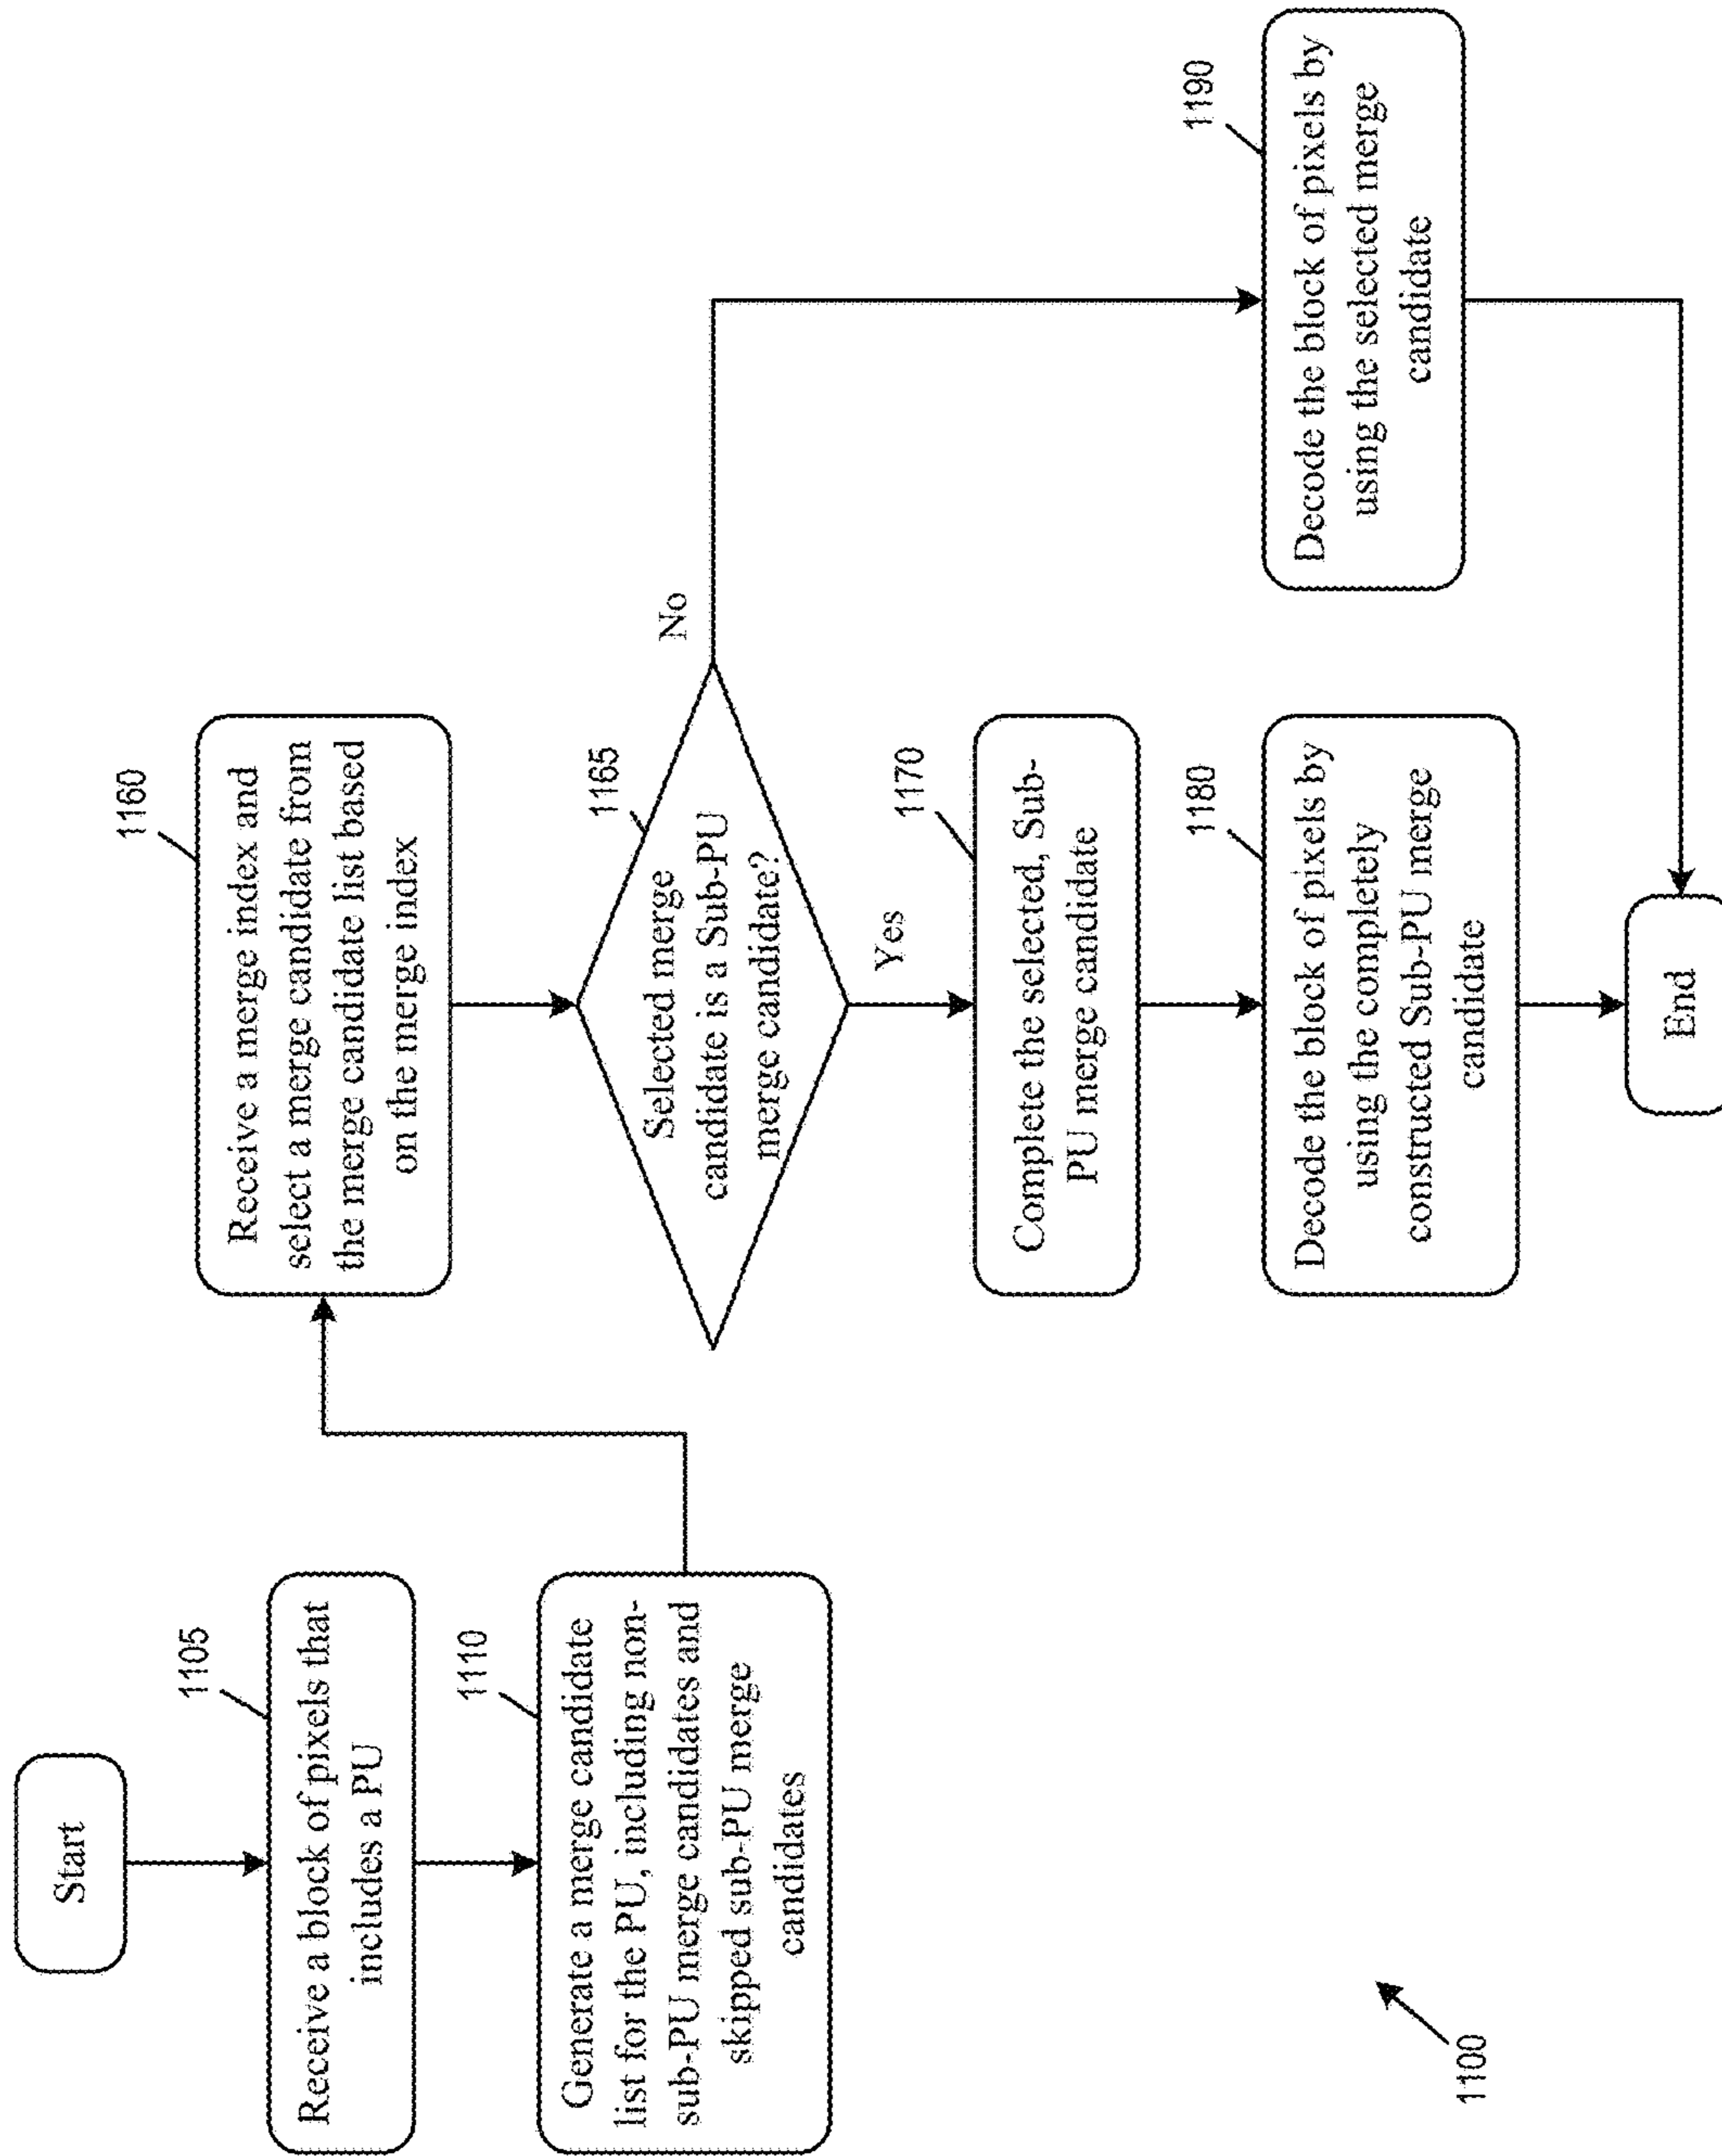 Start
1105
Receive a block of pixels that
includes a PU
1110
Generate a merge candidate
list for the PU, including non-
sub-PU merge candidates and
skipped sub-PU merge
candidates
1160
Receive a merge index and
select a merge candidate from
the merge candidate list based
on the merge index
1165
Selected merge
candidate is a Sub-PU
merge candidate?
No
Yes
1170
Complete the selected, Sub-
PU merge candidate
1180
Decode the block of pixels by
using the completely
constructed Sub-PU merge
candidate
1190
Decode the block of pixels by
using the selected merge
candidate
End
1100